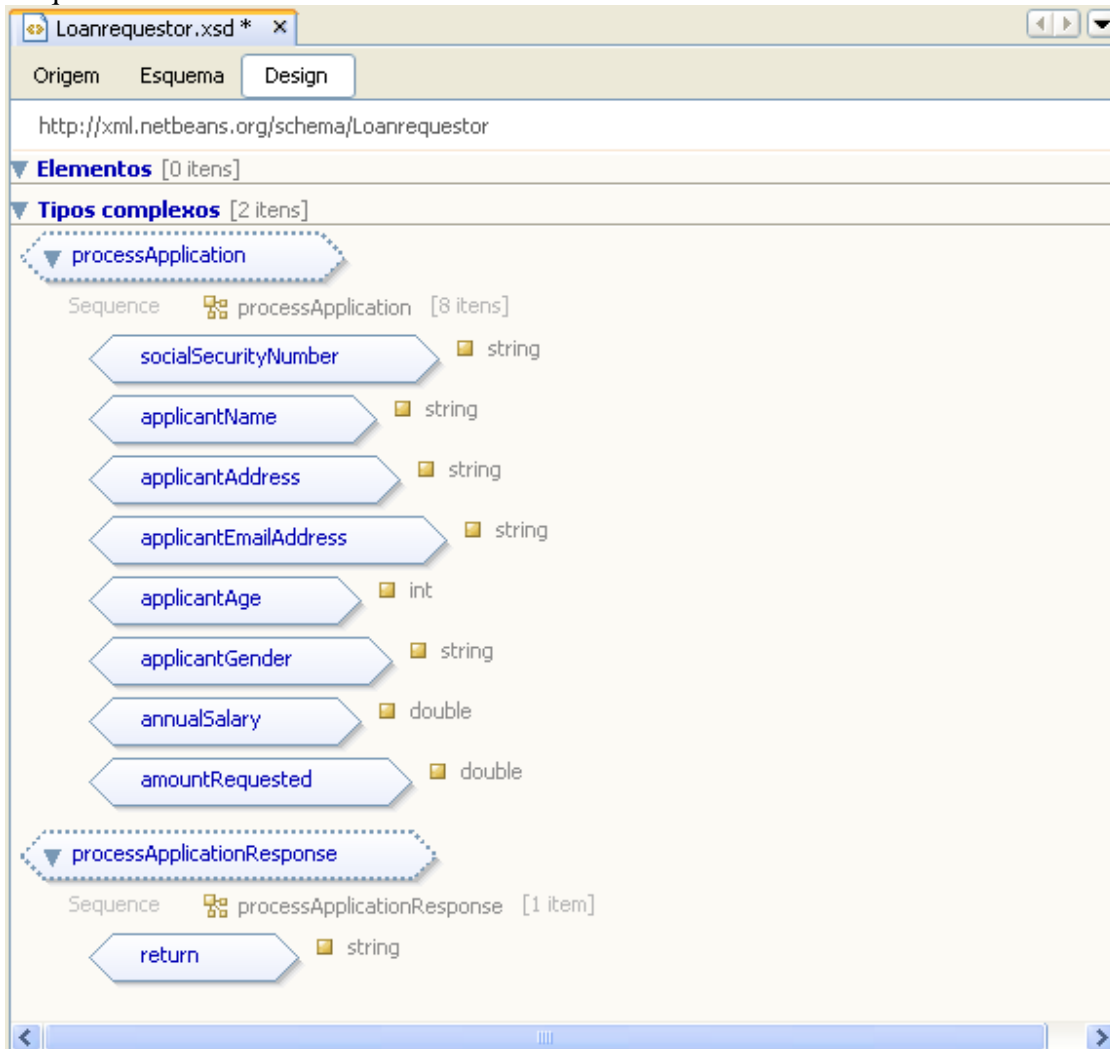 Loanrequestor.xsd * ×
Origem Esquema Design
http://xml.netbeans.org/schema/Loanrequestor
Elementos [0 itens]
Tipos complexos [2 itens]
processApplication
Sequence processApplication [8 itens]
socialSecurityNumber string
applicantName string
applicantAddress string
applicantEmailAddress string
applicantAge int
applicantGender string
annualSalary double
amountRequested double
processApplicationResponse
Sequence processApplicationResponse [1 item]
return string